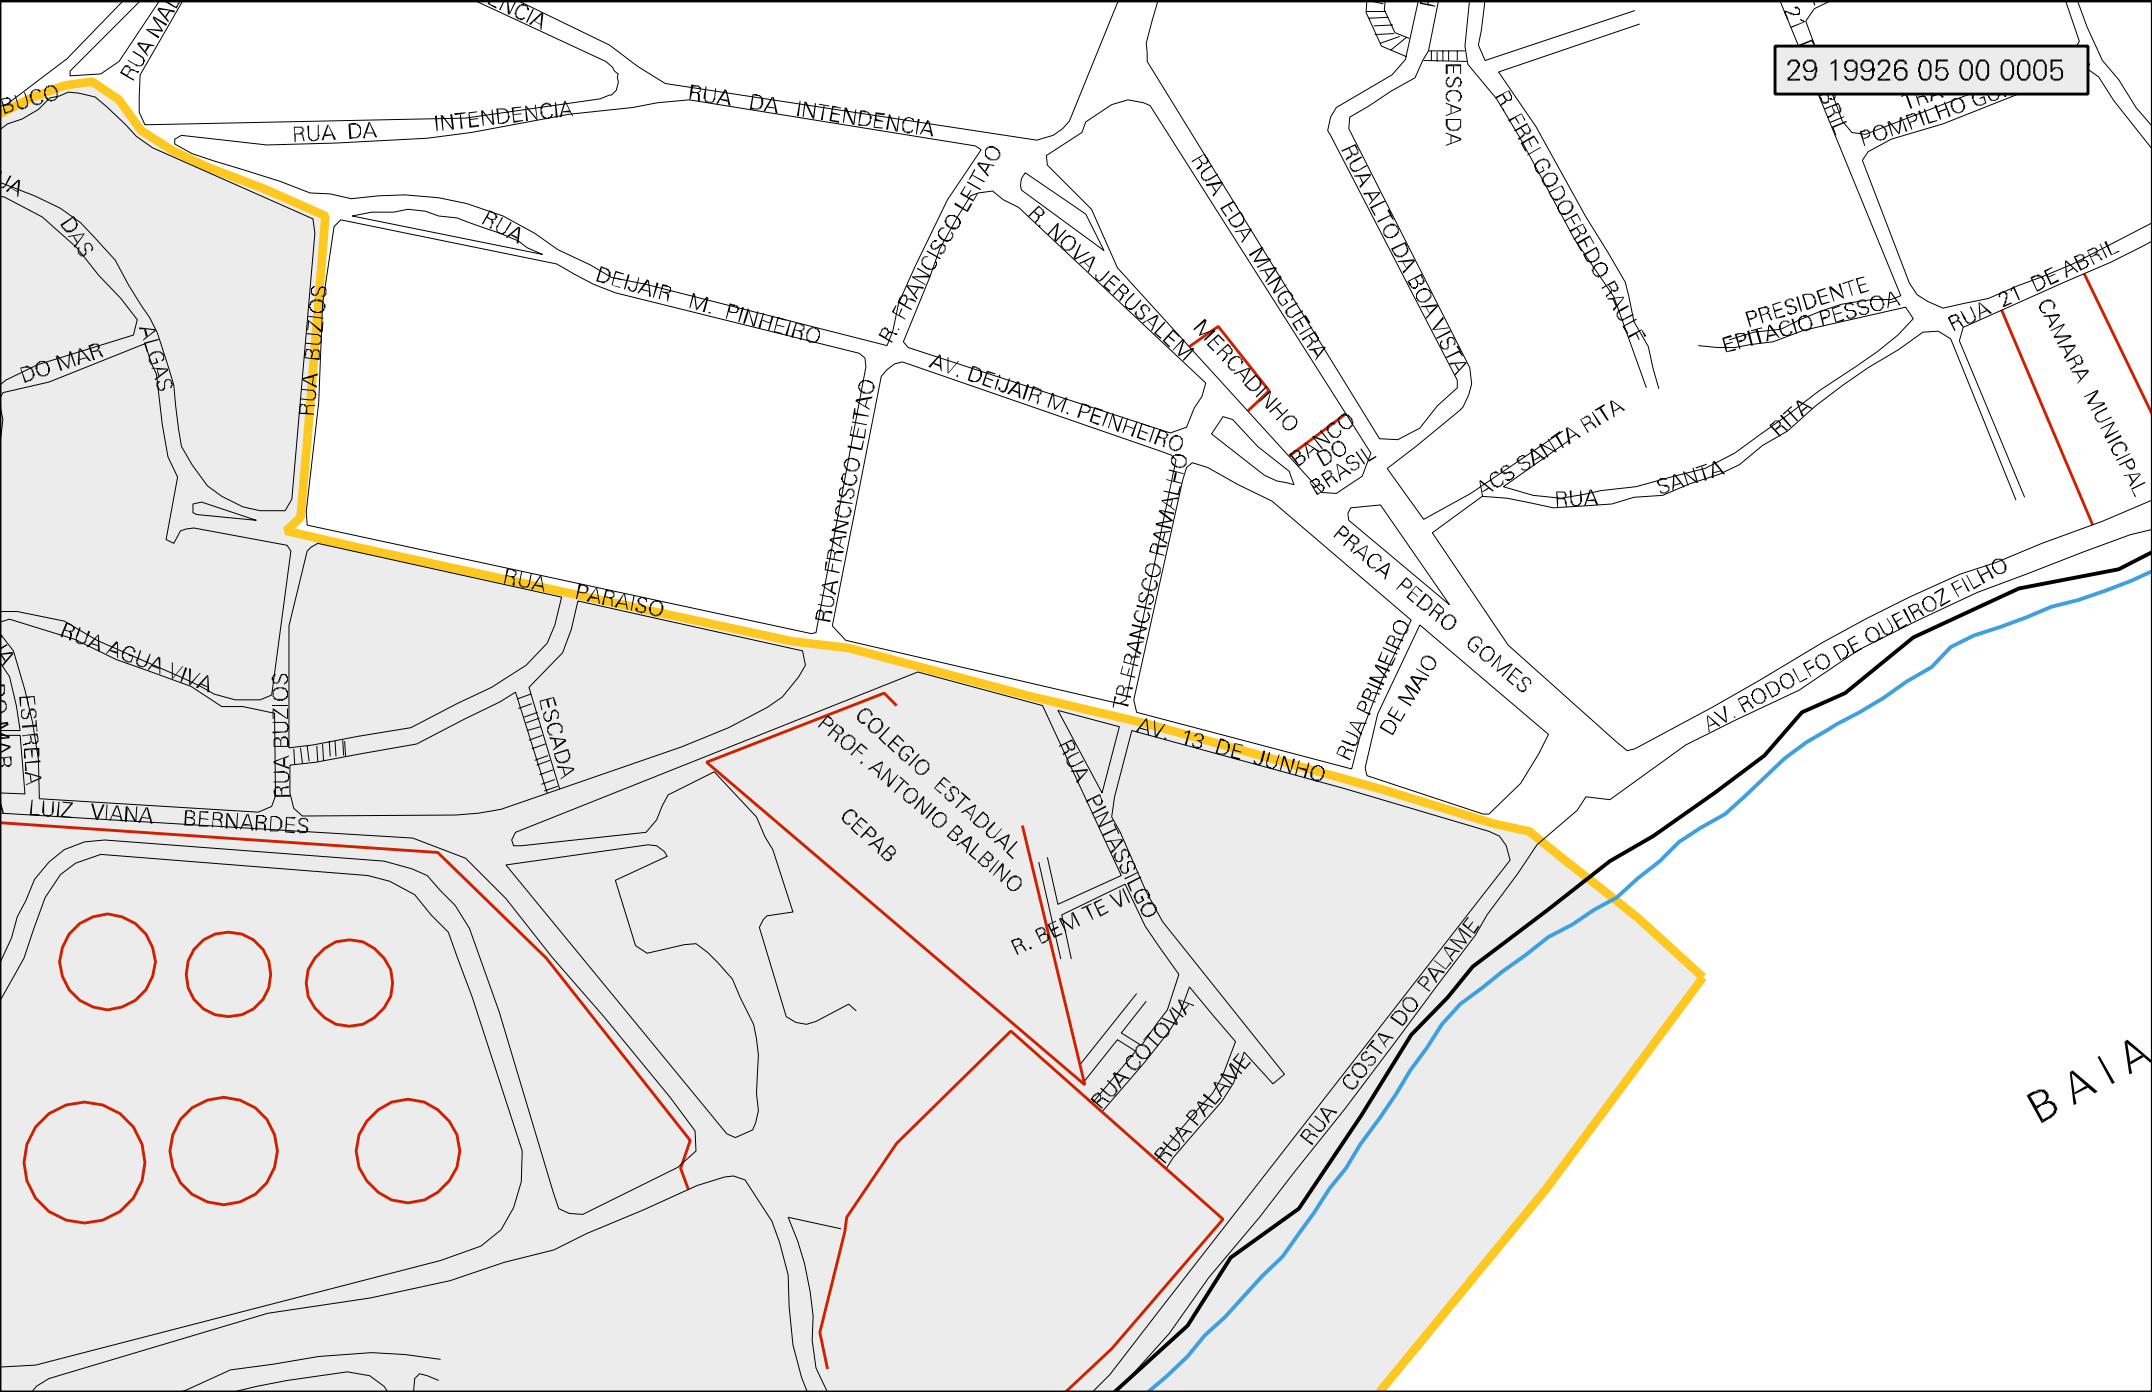 29 19926 05 00 0005
ESCADA
POMPILHO
BUCO
RUA DA INTENDENCIA
RUA DA INTENDENCIA
R. FRANCISCO LEITAO
R. NOVA JERUSALEM
RUA EDA MANGUEIRA
RUA ALTO DA BOA VISTA
R. FREI GODOFREDO RAULF
DAS
ALGAS
DO MAR
RUA BUZIOS
RUA
DEIJAIR M. PINHEIRO
AV. DEIJAIR M. PEINHEIRO
MERCADINHO
BANCO
DO
BRASIL
PRESIDENTE
EPITACIO PESSOA
RUA 21 DE ABRIL
CAMARA MUNICIPAL
ACS SANTA RITA
RUA SANTA RITA
RUA FRANCISCO LEITAO
TR FRANCISCO RAMALHO
PRACA PEDRO GOMES
RUA PRIMEIRO
DE MAIO
AV. RODOLFO DE QUEIROZ FILHO
RUA PARAISO
AV. 13 DE JUNHO
RUA AGUA VIVA
ESTRELA
DO MAR
RUA BUZIOS
ESCADA
LUIZ VIANA BERNARDES
COLEGIO ESTADUAL
PROF. ANTONIO BALBINO
CEPAB
RUA PINTASSILGO
R. BEM TE VI
RUA COTOVIA
RUA PALAME
RUA COSTA DO PALAME
BAIA